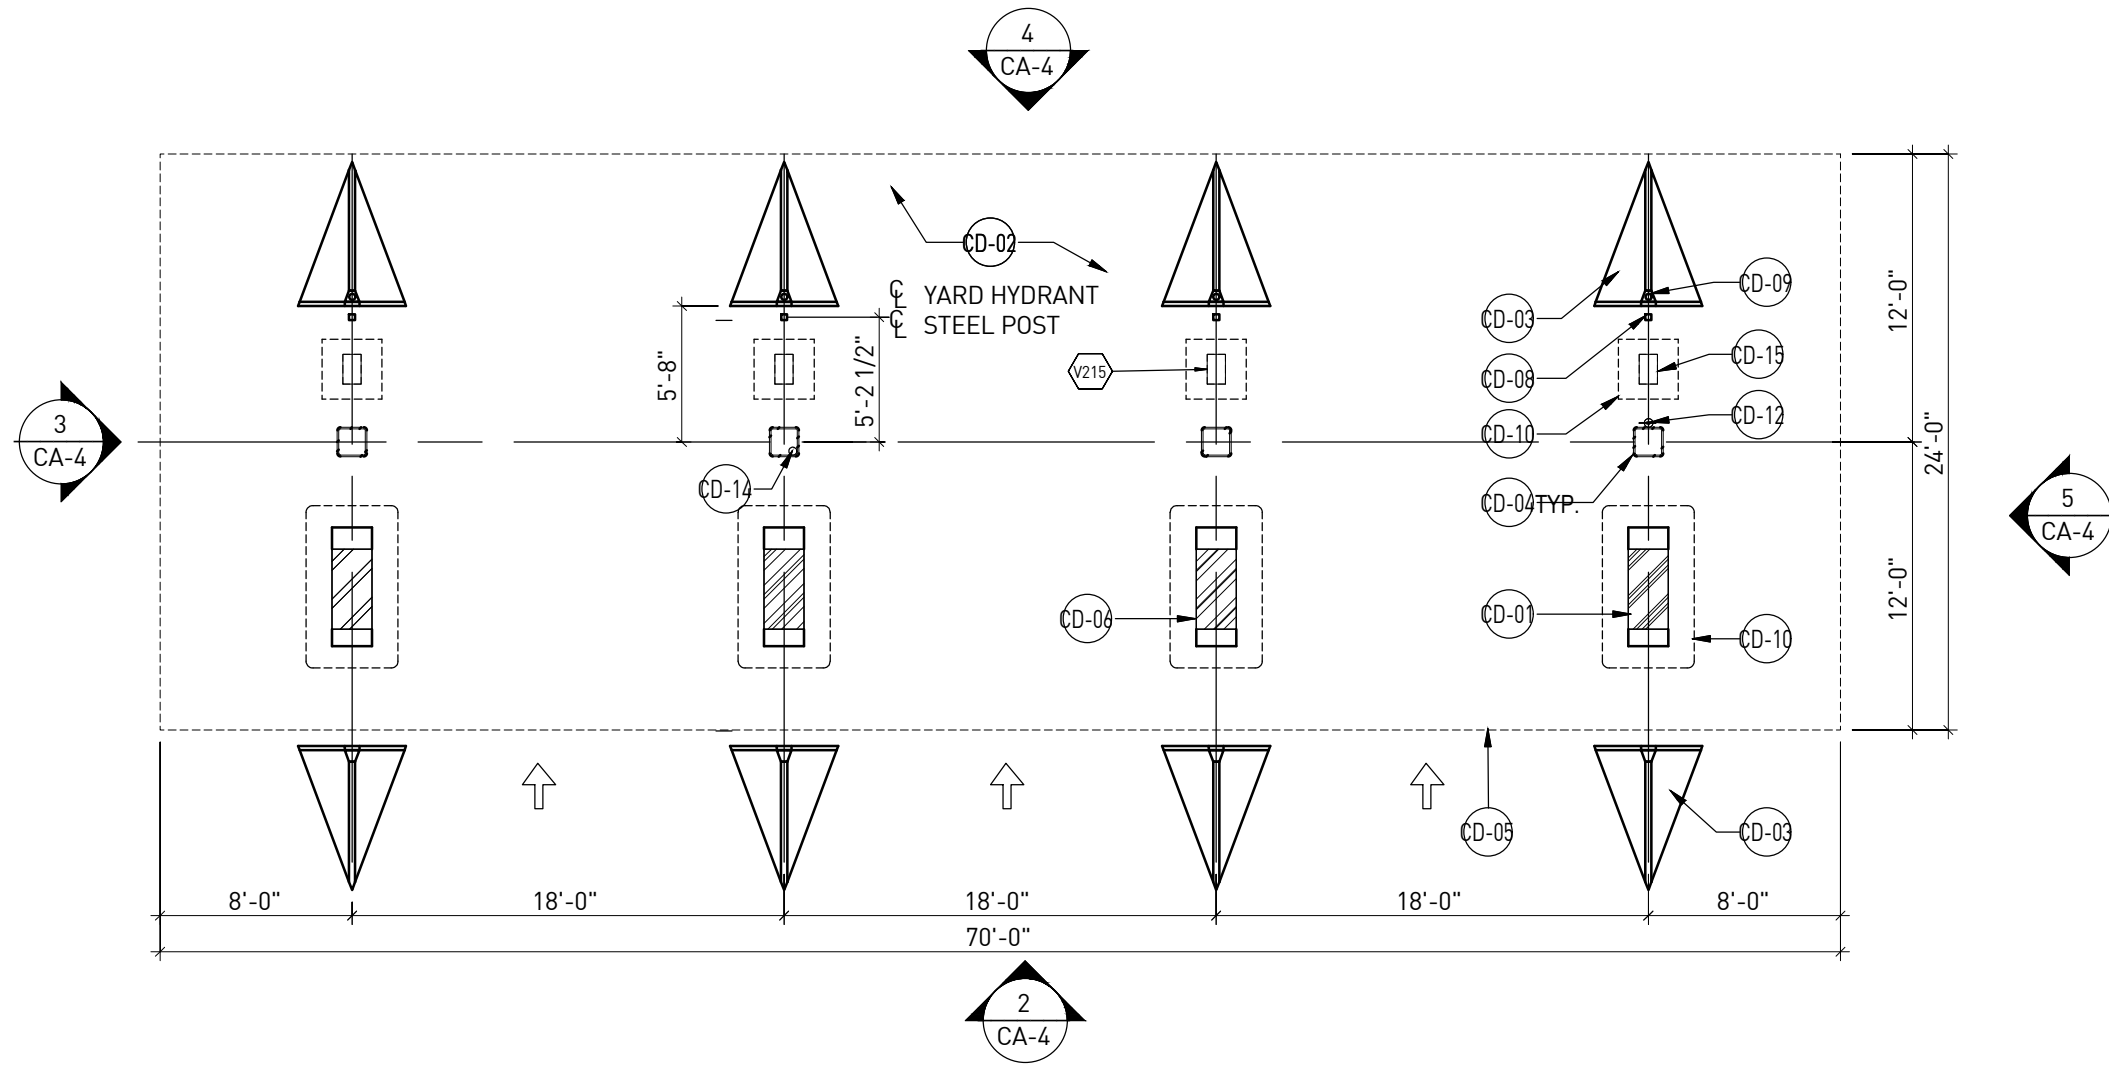 4
CA-4
CD-02
℄ YARD HYDRANT
℄ STEEL POST
5'-8"
5'-2 1/2"
V215
CD-03
CD-09
CD-08
CD-15
CD-10
CD-12
CD-04 TYP.
CD-14
3
CA-4
12'-0"
24'-0"
12'-0"
5
CA-4
CD-06
CD-01
CD-10
CD-05
CD-03
8'-0"
18'-0"
18'-0"
18'-0"
8'-0"
70'-0"
2
CA-4